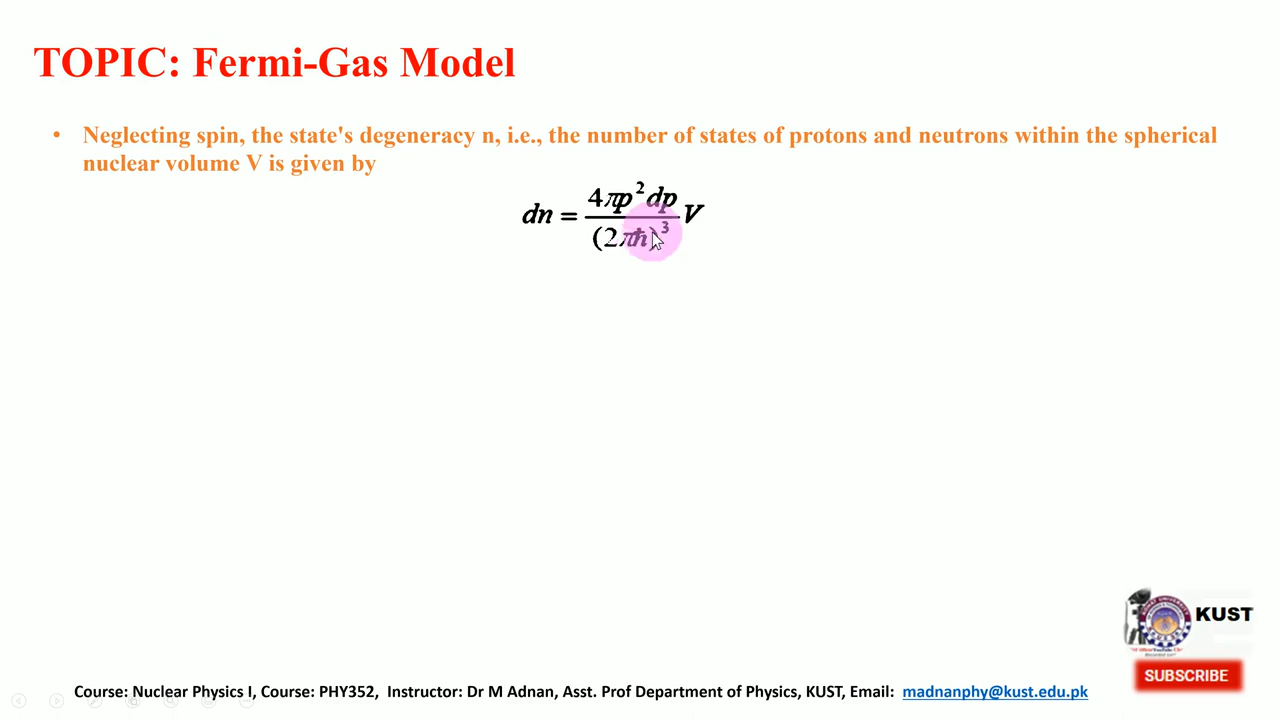 TOPIC: Fermi-Gas Model
• Neglecting spin, the state's degeneracy n, i.e., the number of states of protons and neutrons within the spherical
nuclear volume V is given by
dn = 4πp² dp / (2πħ)³ V
KUST
SUBSCRIBE
Course: Nuclear Physics I, Course: PHY352, Instructor: Dr M Adnan, Asst. Prof Department of Physics, KUST, Email: madnanphy@kust.edu.pk